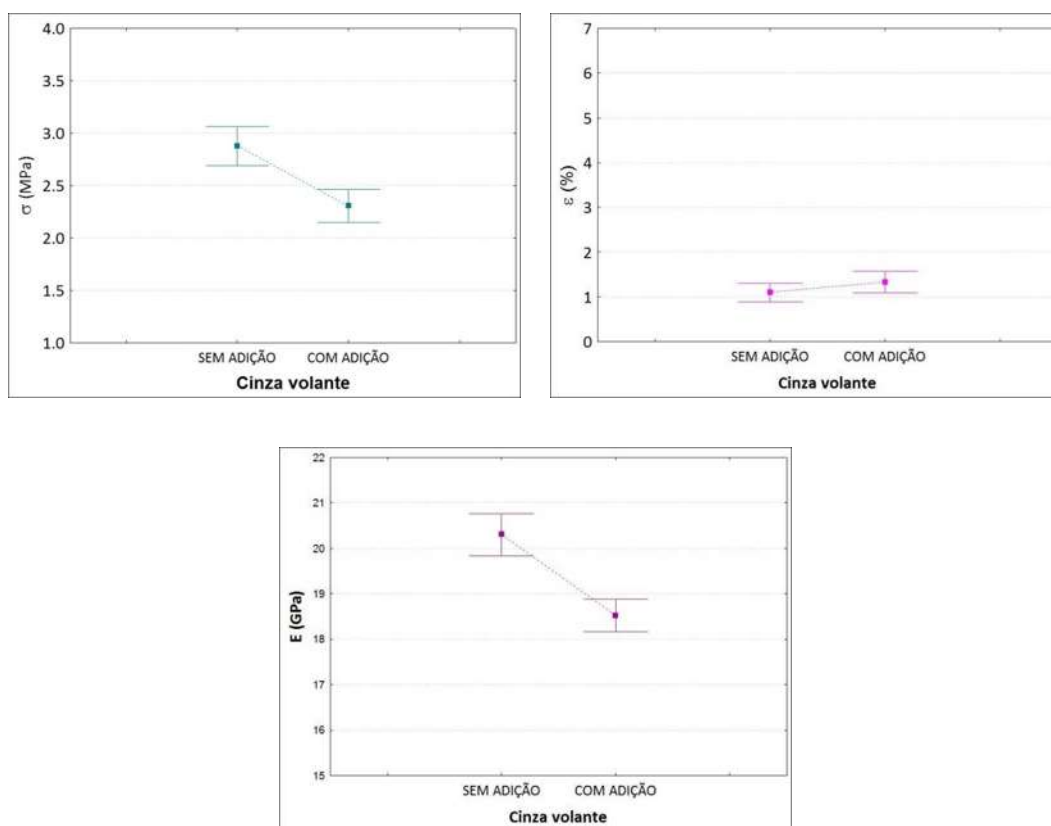 4.0
3.5
3.0
2.5
2.0
1.5
1.0
σ (MPa)
SEM ADIÇÃO COM ADIÇÃO
Cinza volante
7
6
5
4
3
2
1
0
ε (%)
SEM ADIÇÃO COM ADIÇÃO
Cinza volante
22
21
20
19
18
17
16
15
E (GPa)
SEM ADIÇÃO COM ADIÇÃO
Cinza volante